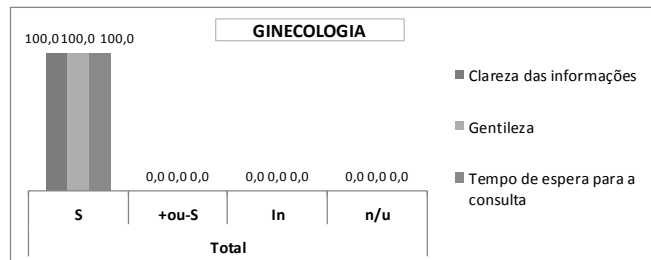 GINECOLOGIA
100,0 100,0 100,0
0,0 0,0 0,0 0,0 0,0 0,0 0,0 0,0 0,0
S +ou-S In n/u
Total
Clareza das informações
Gentileza
Tempo de espera para a
consulta